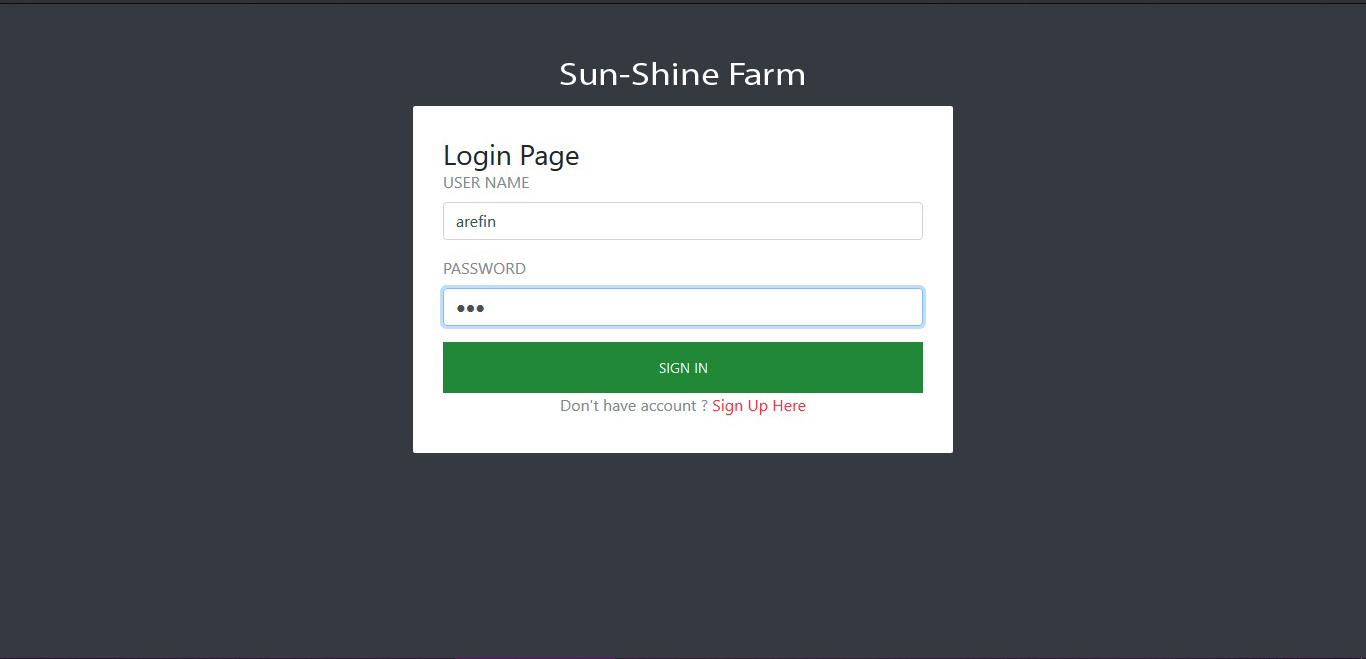 Sun-Shine Farm
Login Page
USER NAME
arefin
PASSWORD
●●●
SIGN IN
Don't have account ? Sign Up Here